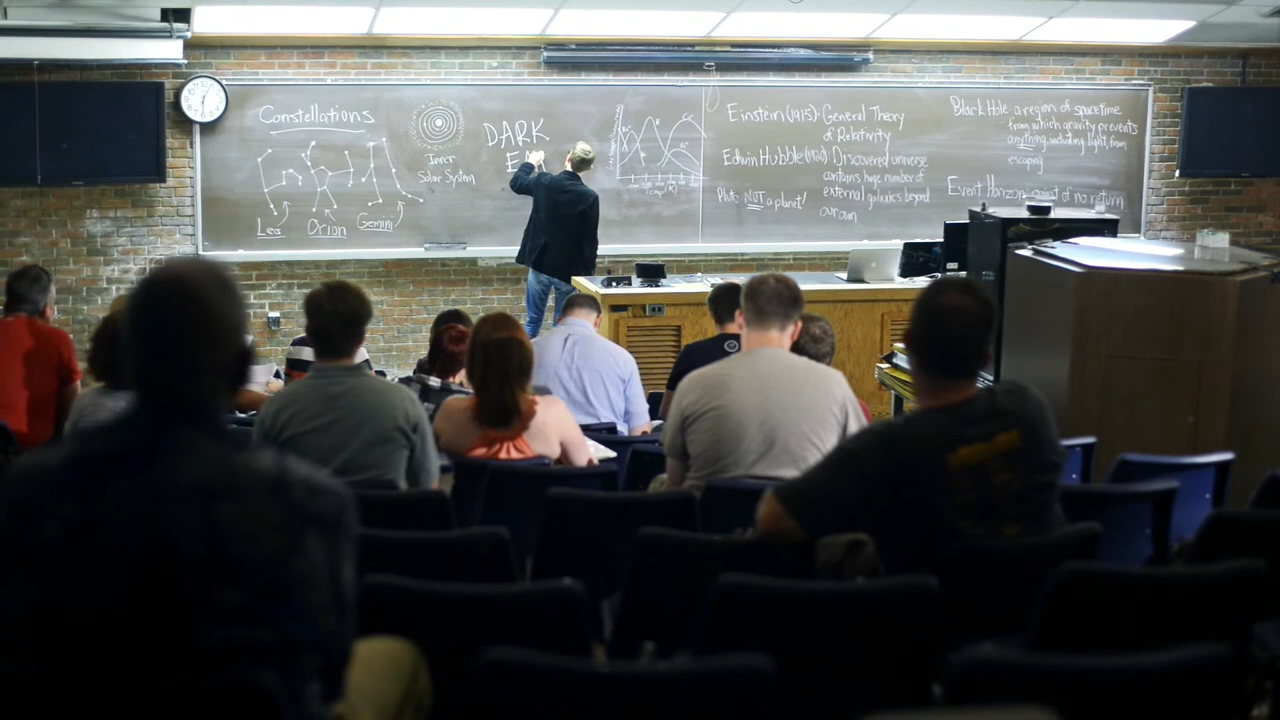 Constellations
Leo
Orion
Gemini
Inner
Solar System
DARK
EN
Einstein (1915): General Theory
of Relativity
Edwin Hubble (1920): Discovered universe
contains huge number of
external galaxies beyond
our own
Pluto NOT a planet!
Black Hole a region of spacetime
from which gravity prevents
anything, including light, from
escaping
Event Horizon point of no return